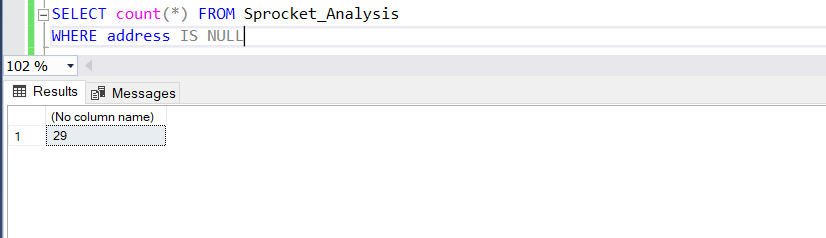 SELECT count(*) FROM Sprocket_Analysis
WHERE address IS NULL
102 %
Results Messages
(No column name)
1 29